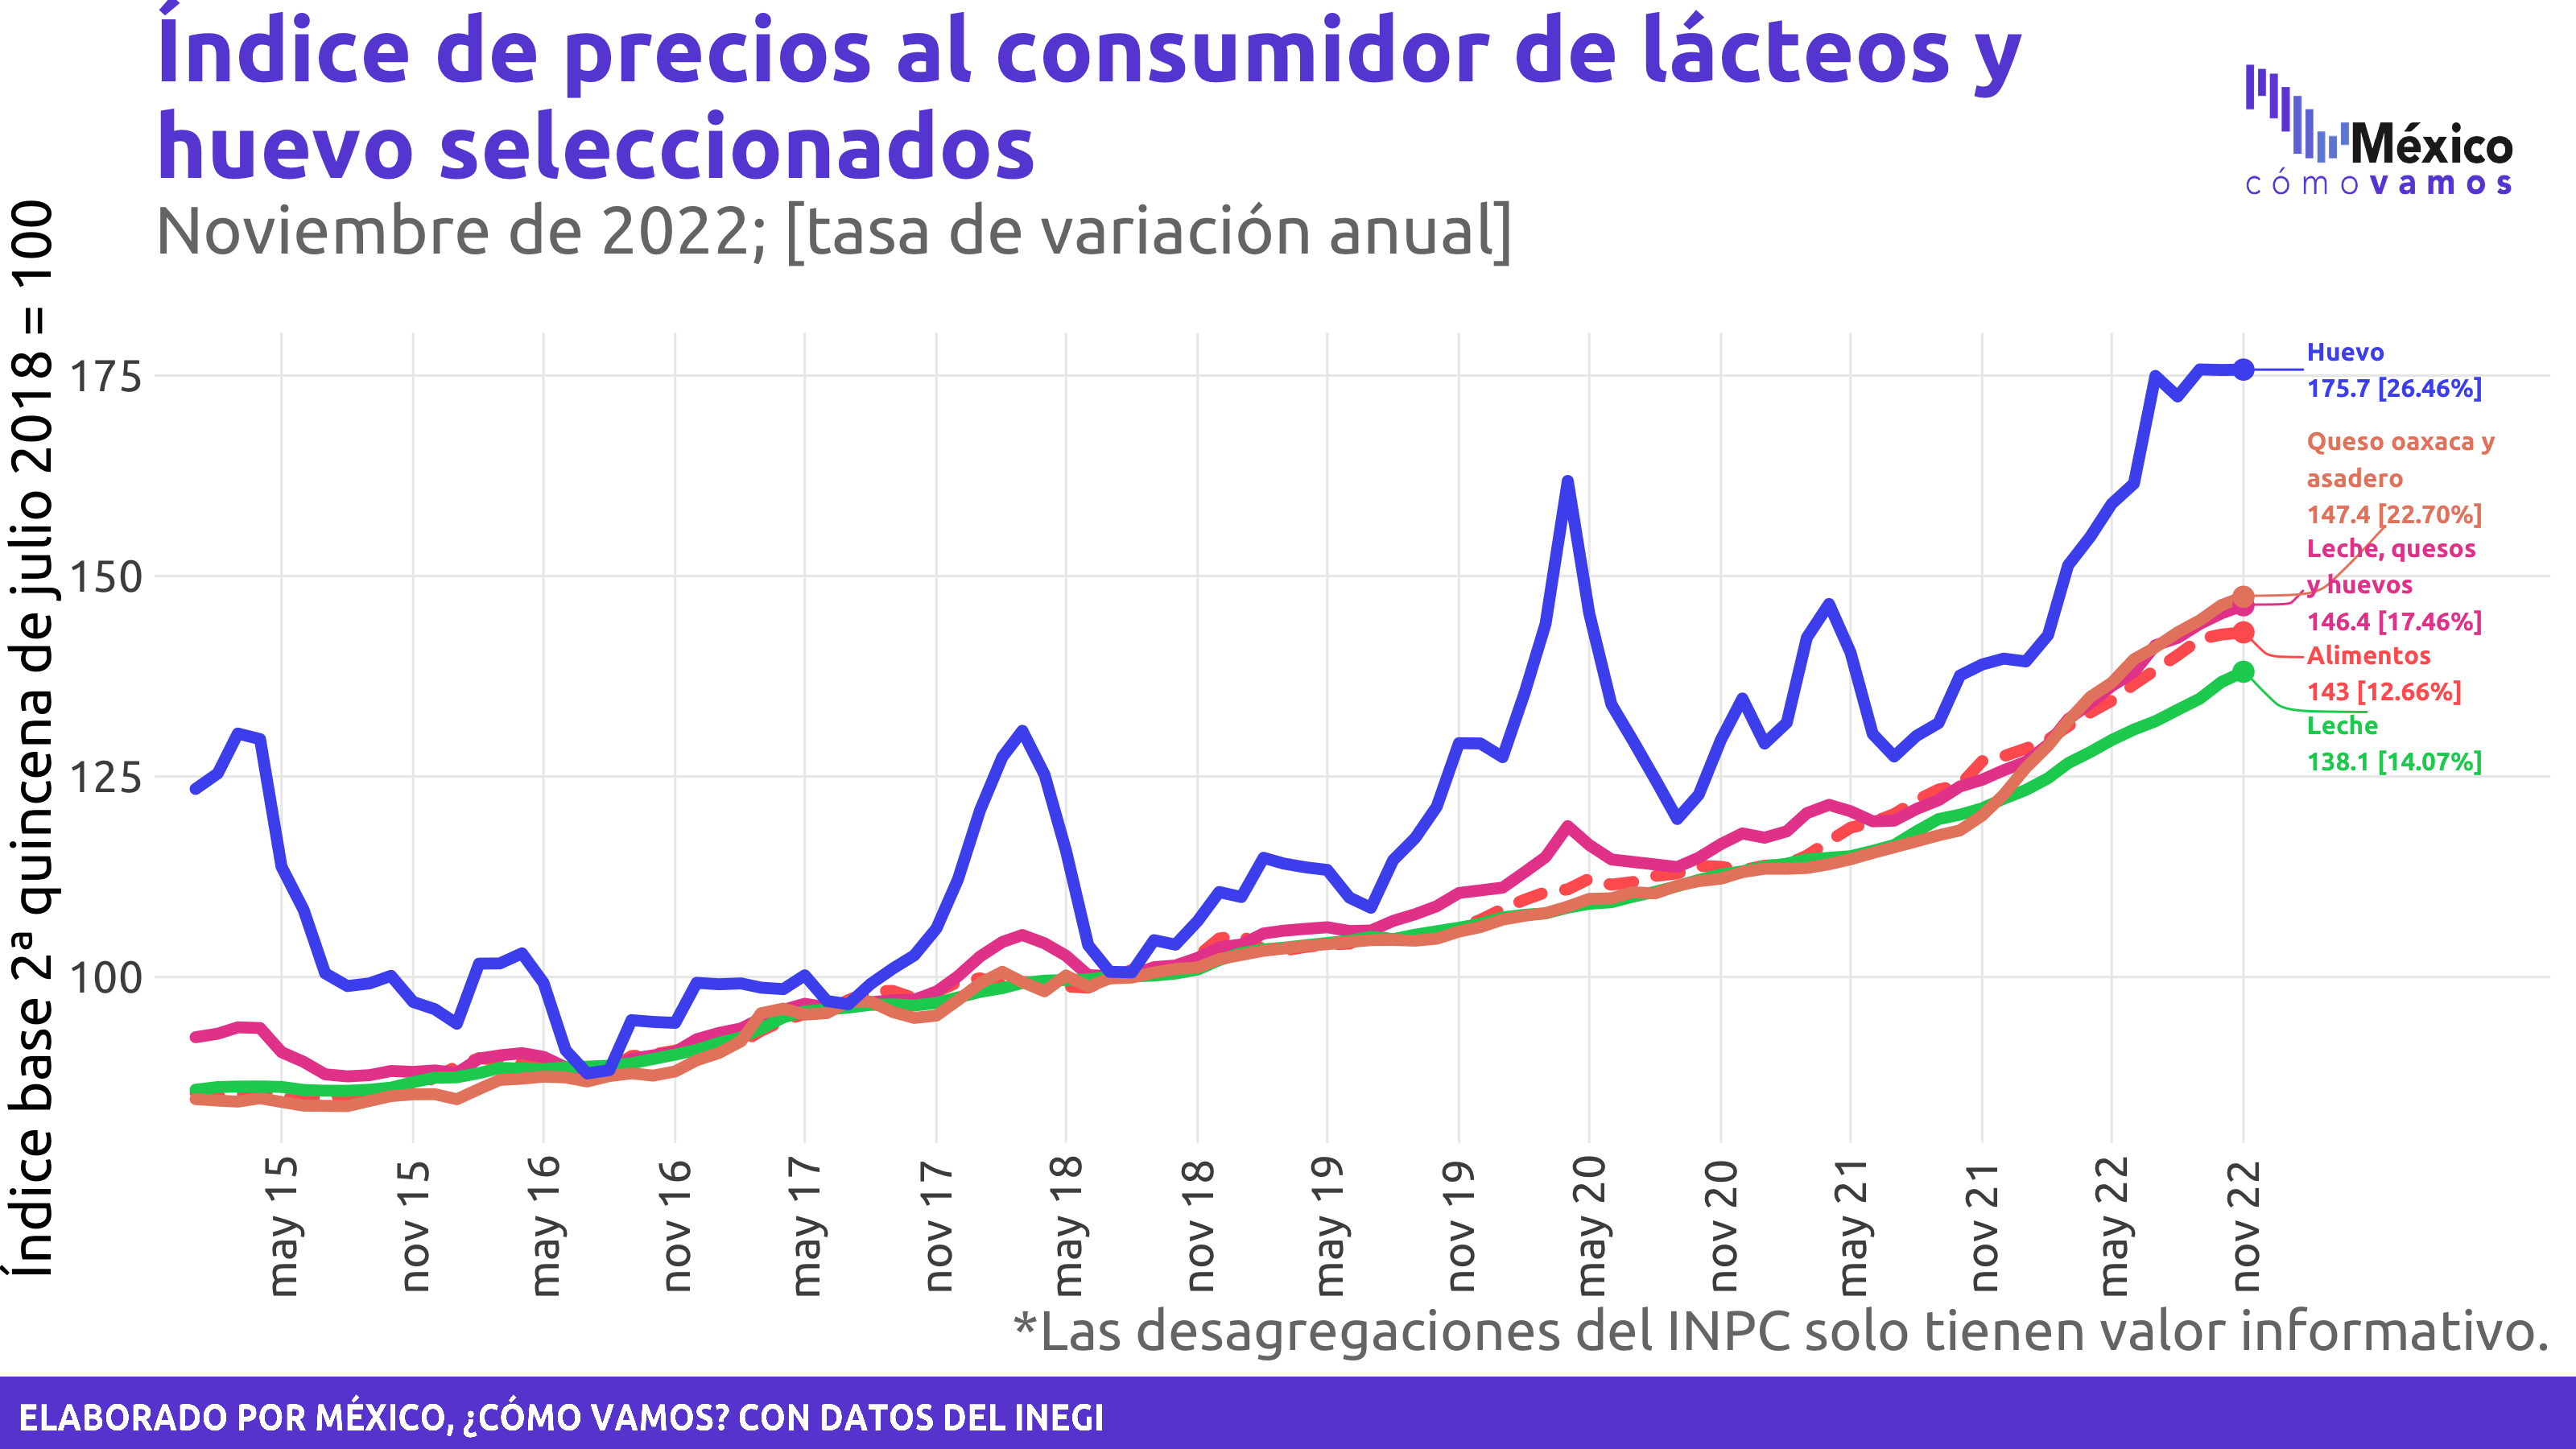 Índice de precios al consumidor de lácteos y
huevo seleccionados
Noviembre de 2022; [tasa de variación anual]
México
cómo vamos
Índice base 2ª quincena de julio 2018 = 100
175
150
125
100
Huevo
175.7 [26.46%]
Queso oaxaca y
asadero
147.4 [22.70%]
Leche, quesos
y huevos
146.4 [17.46%]
Alimentos
143 [12.66%]
Leche
138.1 [14.07%]
may 15
nov 15
may 16
nov 16
may 17
nov 17
may 18
nov 18
may 19
nov 19
may 20
nov 20
may 21
nov 21
may 22
nov 22
*Las desagregaciones del INPC solo tienen valor informativo.
ELABORADO POR MÉXICO, ¿CÓMO VAMOS? CON DATOS DEL INEGI